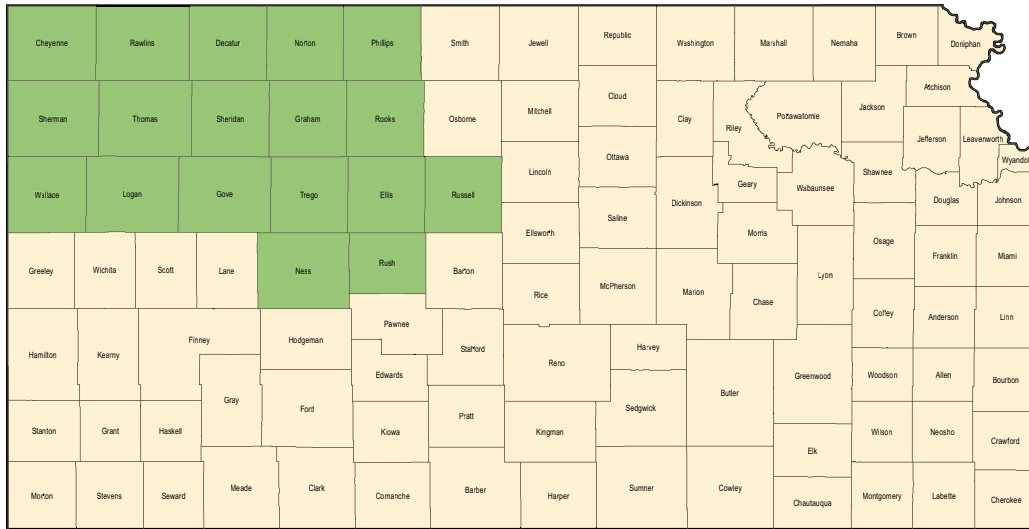 Cheyenne
Rawlins
Decatur
Norton
Phillips
Smith
Jewell
Republic
Washington
Marshall
Nemaha
Brown
Doniphan
Sherman
Thomas
Sheridan
Graham
Rooks
Osborne
Mitchell
Cloud
Clay
Riley
Pottawatomie
Jackson
Atchison
Jefferson
Leavenworth
Wyandot
Wallace
Logan
Gove
Trego
Ellis
Russell
Lincoln
Ottawa
Saline
Dickinson
Geary
Wabaunsee
Shawnee
Douglas
Johnson
Greeley
Wichita
Scott
Lane
Ness
Rush
Barton
Ellsworth
Rice
McPherson
Marion
Morris
Chase
Lyon
Osage
Franklin
Miami
Hamilton
Kearny
Finney
Hodgeman
Pawnee
Stafford
Edwards
Reno
Harvey
Coffey
Anderson
Linn
Gray
Ford
Kiowa
Pratt
Kingman
Sedgwick
Butler
Greenwood
Woodson
Allen
Bourbon
Stanton
Grant
Haskell
Elk
Wilson
Neosho
Crawford
Morton
Stevens
Seward
Meade
Clark
Comanche
Barber
Harper
Sumner
Cowley
Chautauqua
Montgomery
Labette
Cherokee